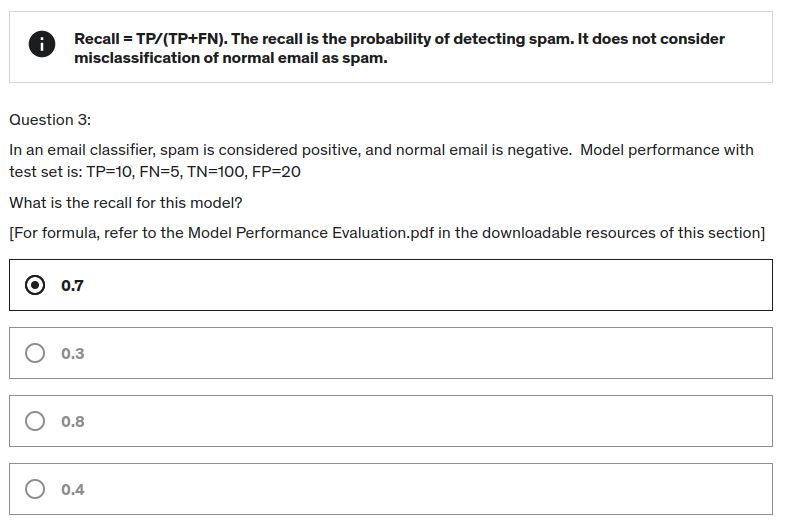 Recall = TP/(TP+FN). The recall is the probability of detecting spam. It does not consider
misclassification of normal email as spam.
Question 3:
In an email classifier, spam is considered positive, and normal email is negative.  Model performance with
test set is: TP=10, FN=5, TN=100, FP=20
What is the recall for this model?
[For formula, refer to the Model Performance Evaluation.pdf in the downloadable resources of this section]
0.7
0.3
0.8
0.4